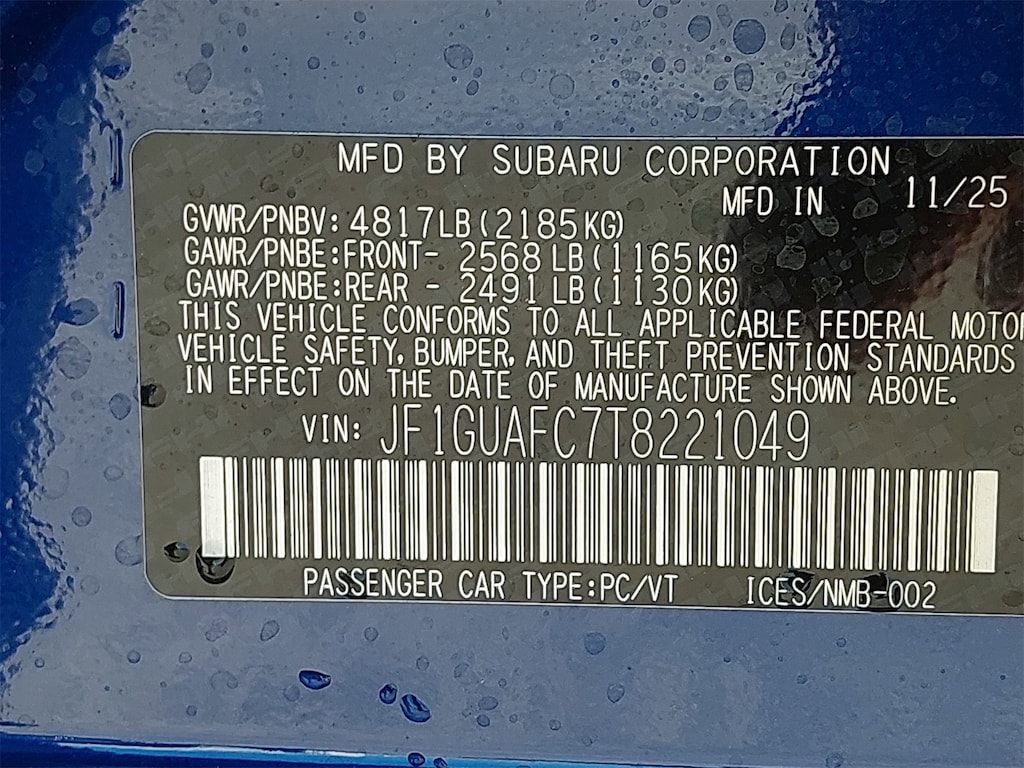 MFD BY SUBARU CORPORATION
MFD IN 11/25
GVWR/PNBV: 4817LB(2185KG)
GAWR/PNBE:FRONT- 2568 LB(1165KG)
GAWR/PNBE:REAR - 2491 LB(1130KG)
THIS VEHICLE CONFORMS TO ALL APPLICABLE FEDERAL MOTO
VEHICLE SAFETY, BUMPER, AND THEFT PREVENTION STANDARDS
IN EFFECT ON THE DATE OF MANUFACTURE SHOWN ABOVE.
VIN: JF1GUAFC7T8221049
PASSENGER CAR TYPE:PC/VT ICES/NMB-002